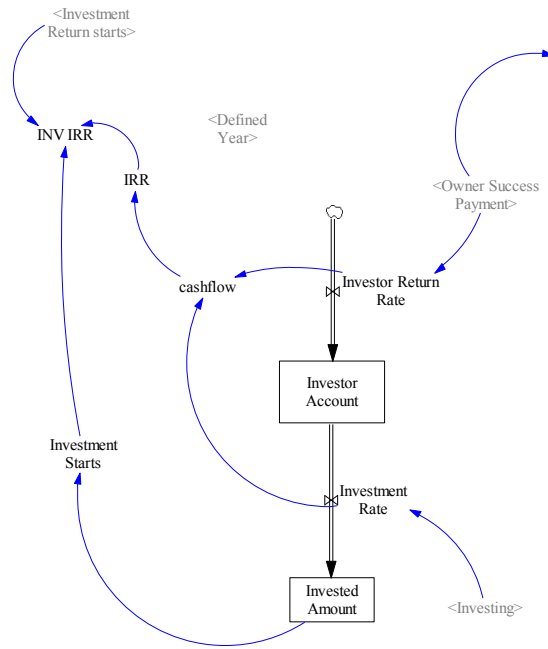 <Investment
Return starts>
<Defined
Year>
INV IRR
IRR
<Owner Success
Payment>
cashflow
Investor Return
Rate
Investor
Account
Investment
Starts
Investment
Rate
Invested
Amount
<Investing>